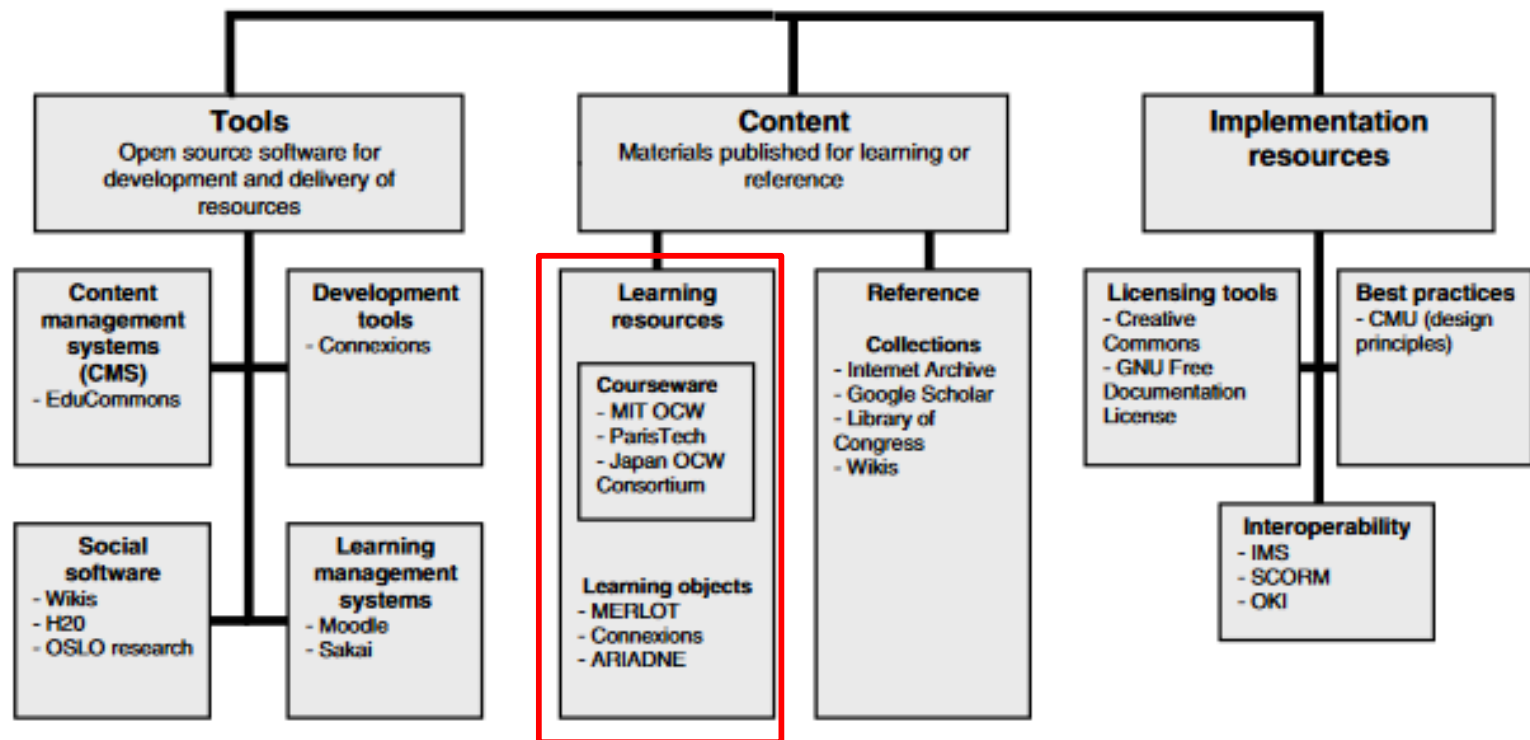 Tools
Open source software for
development and delivery of
resources
Content
Materials published for learning or
reference
Implementation
resources
Content
management
systems
(CMS)
- EduCommons
Development
tools
- Connexions
Social
software
- Wikis
- H20
- OSLO research
Learning
management
systems
- Moodle
- Sakai
Learning
resources
Courseware
- MIT OCW
- ParisTech
- Japan OCW
Consortium
Learning objects
- MERLOT
- Connexions
- ARIADNE
Reference
Collections
- Internet Archive
- Google Scholar
- Library of
Congress
- Wikis
Licensing tools
- Creative
Commons
- GNU Free
Documentation
License
Best practices
- CMU (design
principles)
Interoperability
- IMS
- SCORM
- OKI